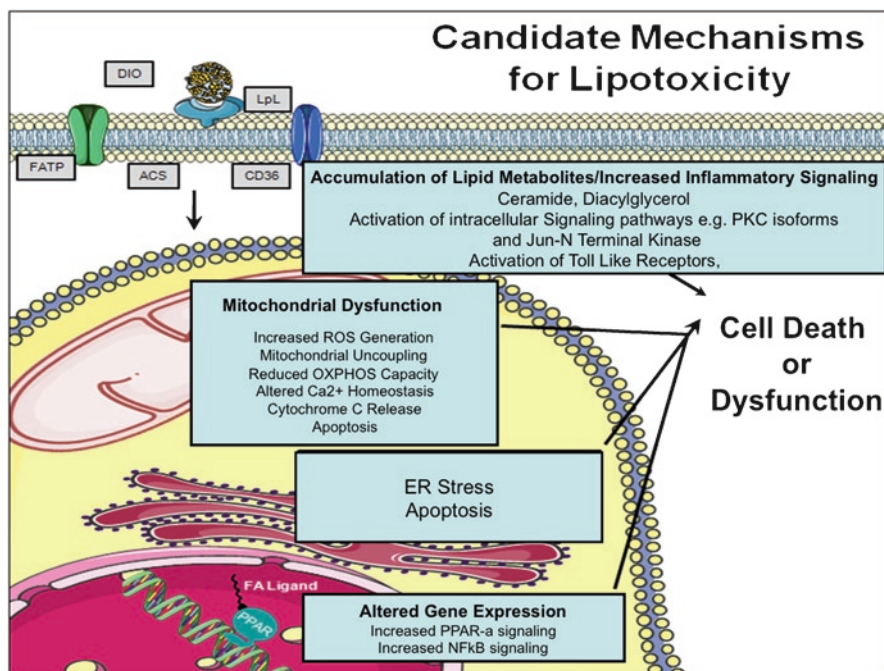 Candidate Mechanisms
for Lipotoxicity
DIO
LpL
FATP
ACS
CD36
Accumulation of Lipid Metabolites/Increased Inflammatory Signaling
Ceramide, Diacylglycerol
Activation of intracellular Signaling pathways e.g. PKC isoforms
and Jun-N Terminal Kinase
Activation of Toll Like Receptors,
Mitochondrial Dysfunction
Increased ROS Generation
Mitochondrial Uncoupling
Reduced OXPHOS Capacity
Altered Ca2+ Homeostasis
Cytochrome C Release
Apoptosis
Cell Death
or
Dysfunction
ER Stress
Apoptosis
FA Ligand
PPAR
Altered Gene Expression
Increased PPAR-a signaling
Increased NFkB signaling